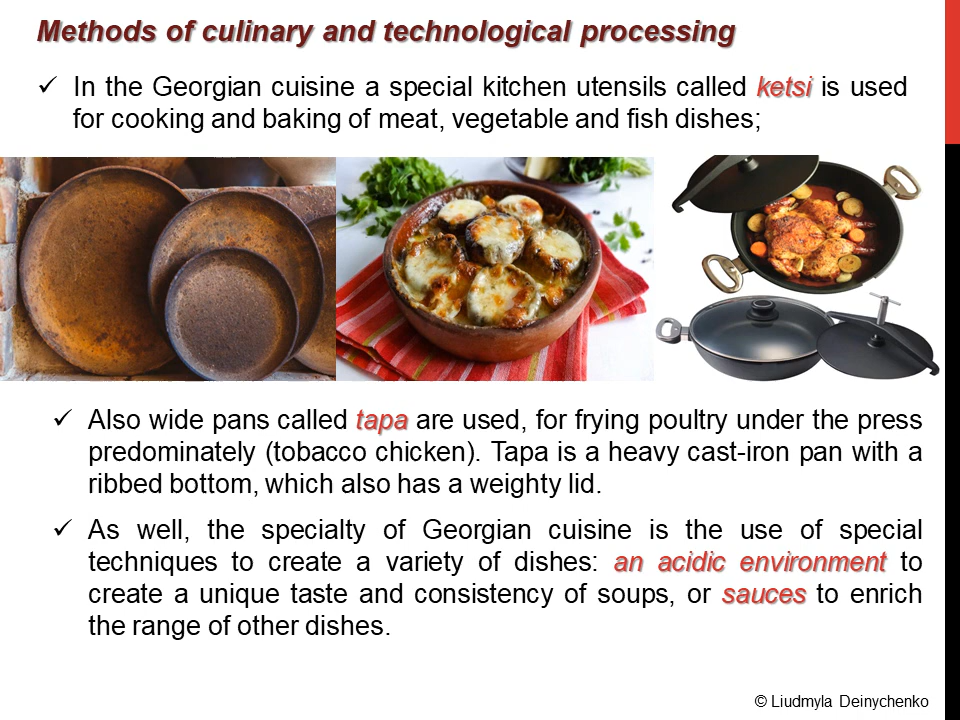 Methods of culinary and technological processing
✓ In the Georgian cuisine a special kitchen utensils called ketsi is used
for cooking and baking of meat, vegetable and fish dishes;
✓ Also wide pans called tapa are used, for frying poultry under the press
predominately (tobacco chicken). Tapa is a heavy cast-iron pan with a
ribbed bottom, which also has a weighty lid.
✓ As well, the specialty of Georgian cuisine is the use of special
techniques to create a variety of dishes: an acidic environment to
create a unique taste and consistency of soups, or sauces to enrich
the range of other dishes.
© Liudmyla Deinychenko